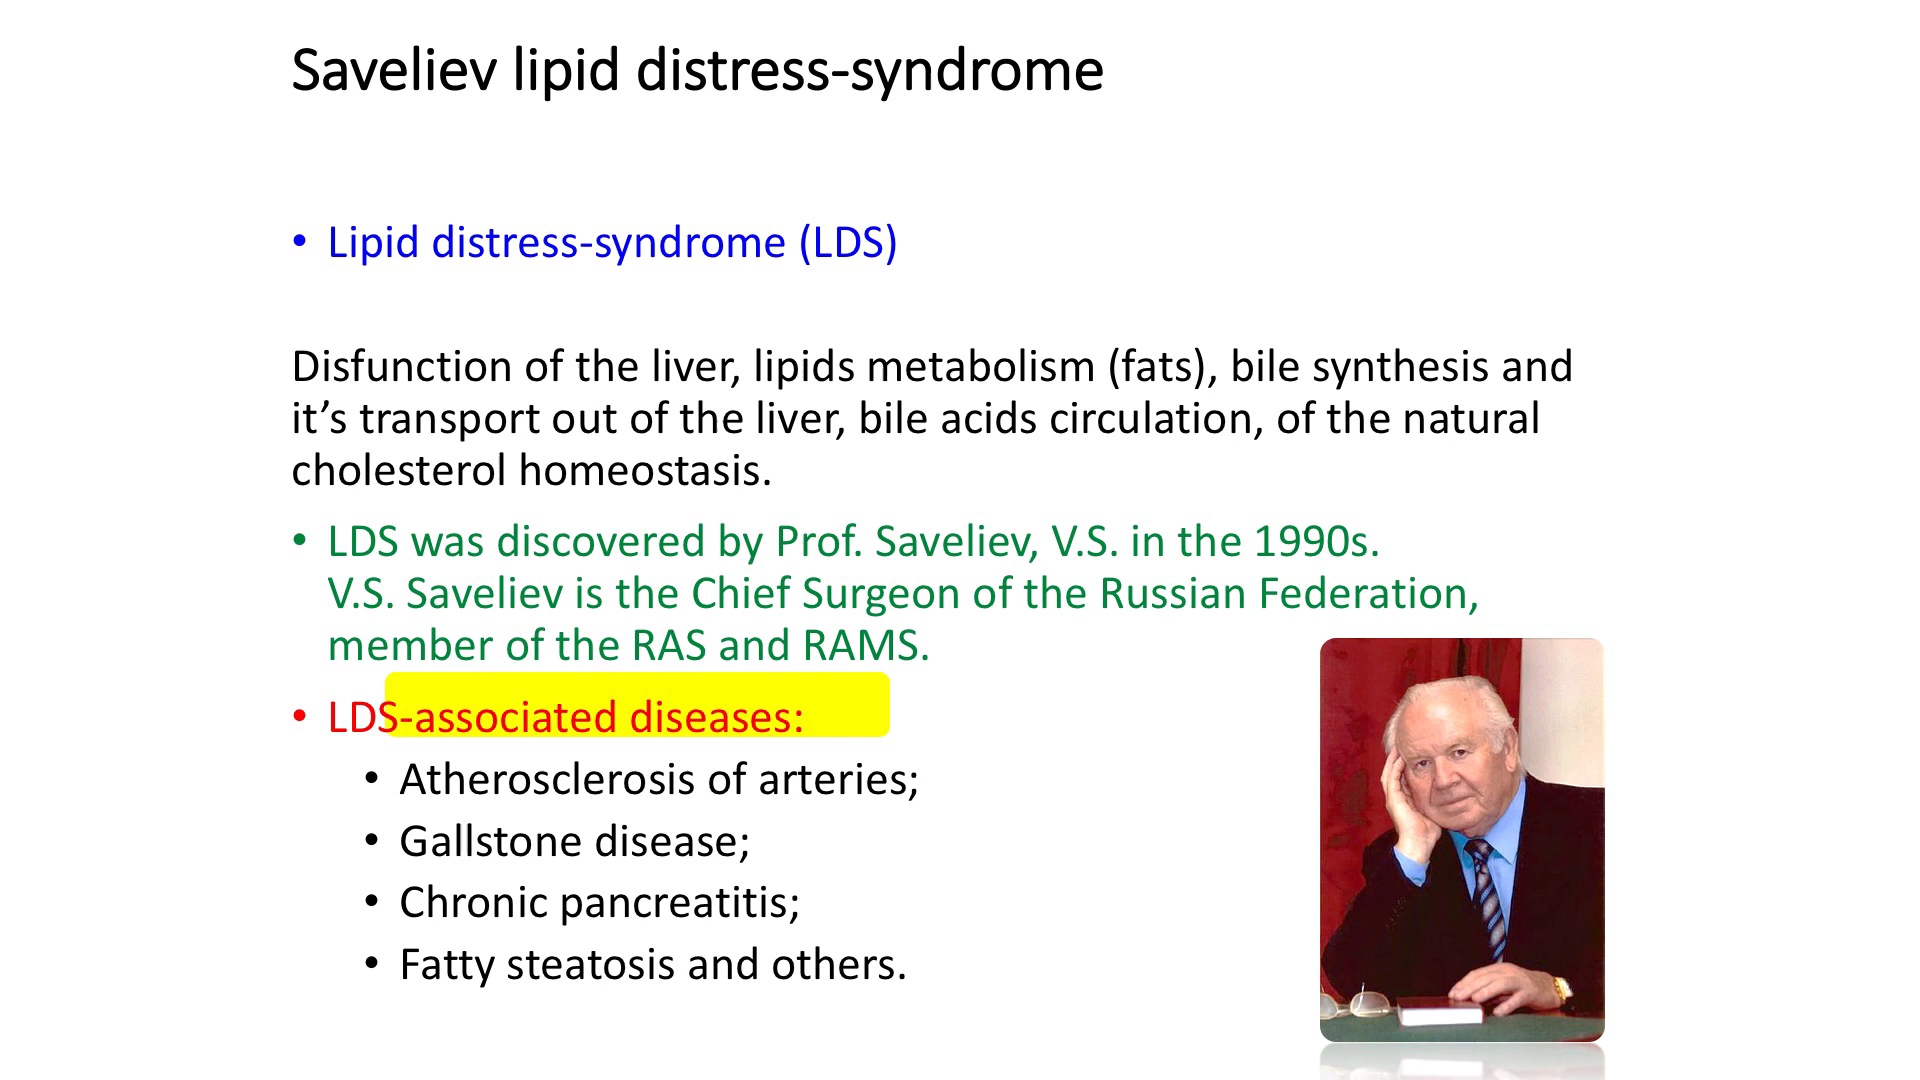 Saveliev lipid distress-syndrome
• Lipid distress-syndrome (LDS)
Disfunction of the liver, lipids metabolism (fats), bile synthesis and
it’s transport out of the liver, bile acids circulation, of the natural
cholesterol homeostasis.
• LDS was discovered by Prof. Saveliev, V.S. in the 1990s.
V.S. Saveliev is the Chief Surgeon of the Russian Federation,
member of the RAS and RAMS.
• LDS-associated diseases:
• Atherosclerosis of arteries;
• Gallstone disease;
• Chronic pancreatitis;
• Fatty steatosis and others.